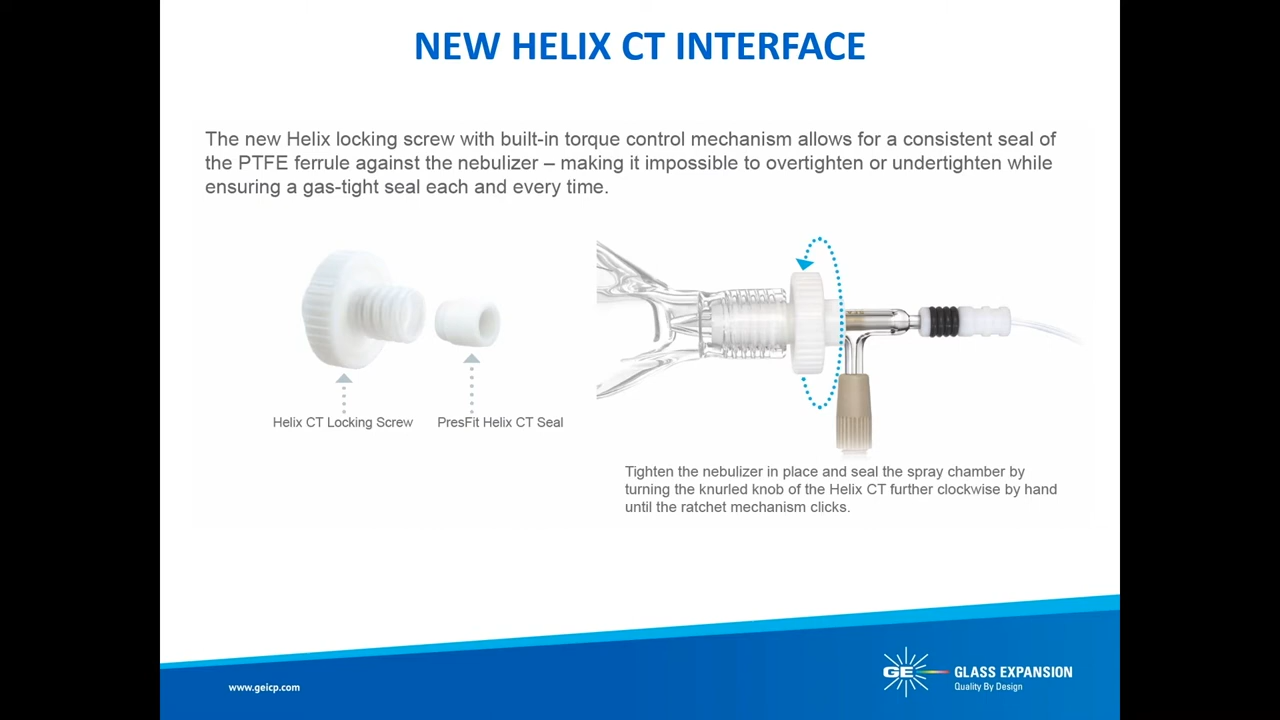 NEW HELIX CT INTERFACE
The new Helix locking screw with built-in torque control mechanism allows for a consistent seal of
the PTFE ferrule against the nebulizer – making it impossible to overtighten or undertighten while
ensuring a gas-tight seal each and every time.
Helix CT Locking Screw
PresFit Helix CT Seal
Tighten the nebulizer in place and seal the spray chamber by
turning the knurled knob of the Helix CT further clockwise by hand
until the ratchet mechanism clicks.
www.geicp.com
GE
GLASS EXPANSION
Quality By Design